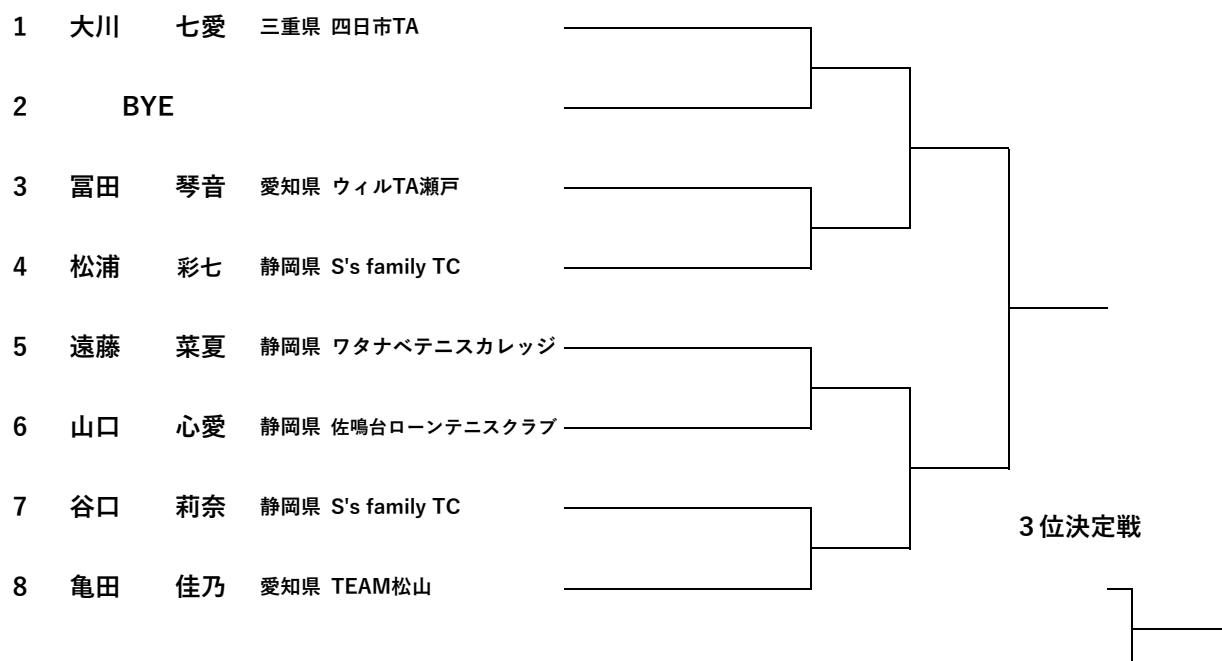 1 大川 七愛 三重県 四日市TA
2 BYE
3 冨田 琴音 愛知県 ウィルTA瀬戸
4 松浦 彩七 静岡県 S's family TC
5 遠藤 菜夏 静岡県 ワタナベテニスカレッジ
6 山口 心愛 静岡県 佐鳴台ローンテニスクラブ
7 谷口 莉奈 静岡県 S's family TC
３位決定戦
8 亀田 佳乃 愛知県 TEAM松山